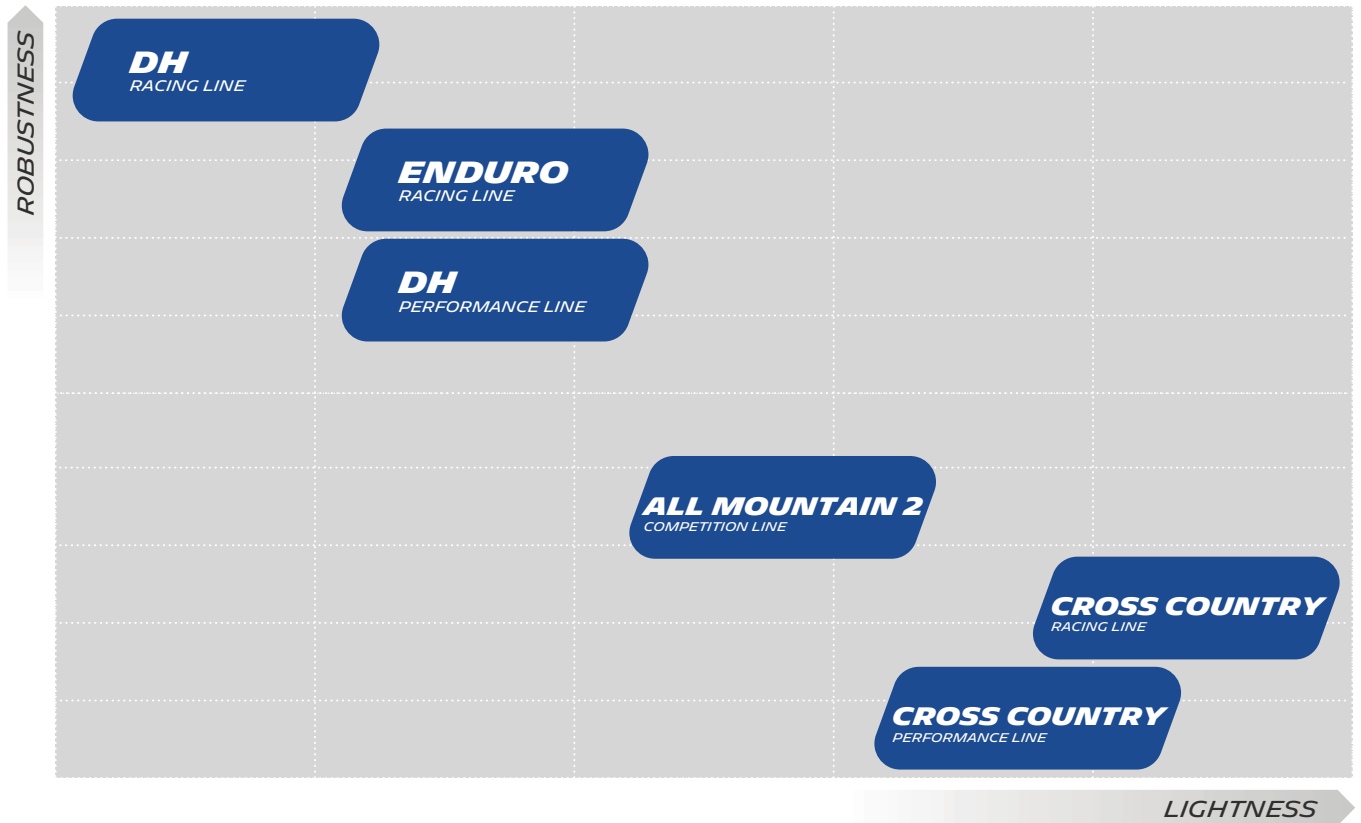 ROBUSTNESS
DH
RACING LINE
ENDURO
RACING LINE
DH
PERFORMANCE LINE
ALL MOUNTAIN 2
COMPETITION LINE
CROSS COUNTRY
RACING LINE
CROSS COUNTRY
PERFORMANCE LINE
LIGHTNESS